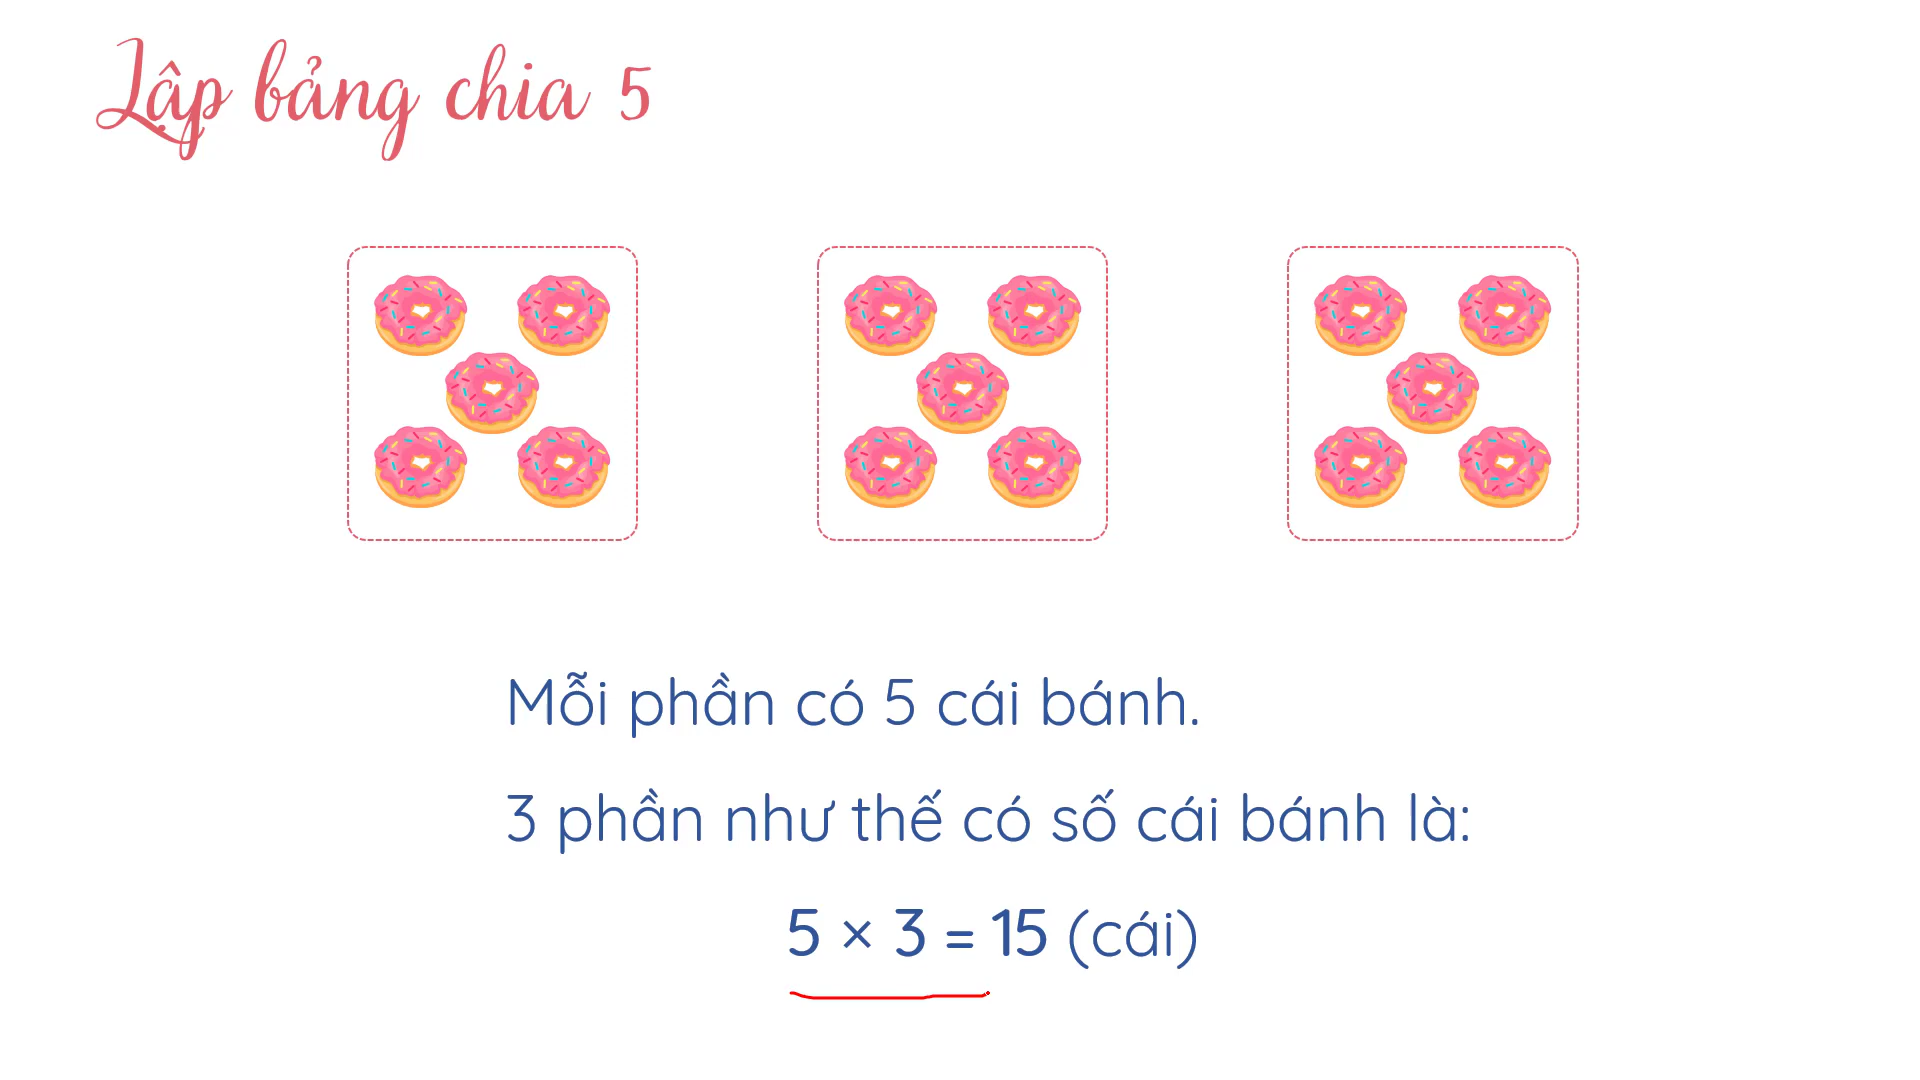 Lập bảng chia 5
Mỗi phần có 5 cái bánh.
3 phần như thế có số cái bánh là:
5 × 3 = 15 (cái)